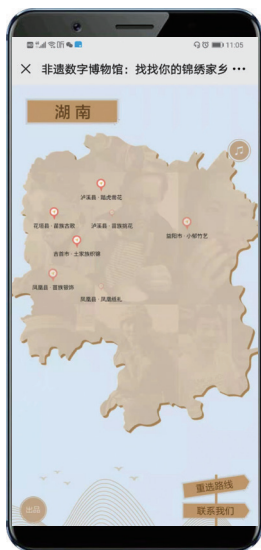 11:05
非遗数字博物馆：找找你的锦绣家乡 •••
湖南
泸溪县·踏虎凿花
花垣县·苗族古歌
泸溪县·苗族挑花
益阳市·小郁竹艺
吉首市·土家族织锦
凤凰县·苗族银饰
凤凰县·凤凰扎扎
重选路线
联系我们
出品